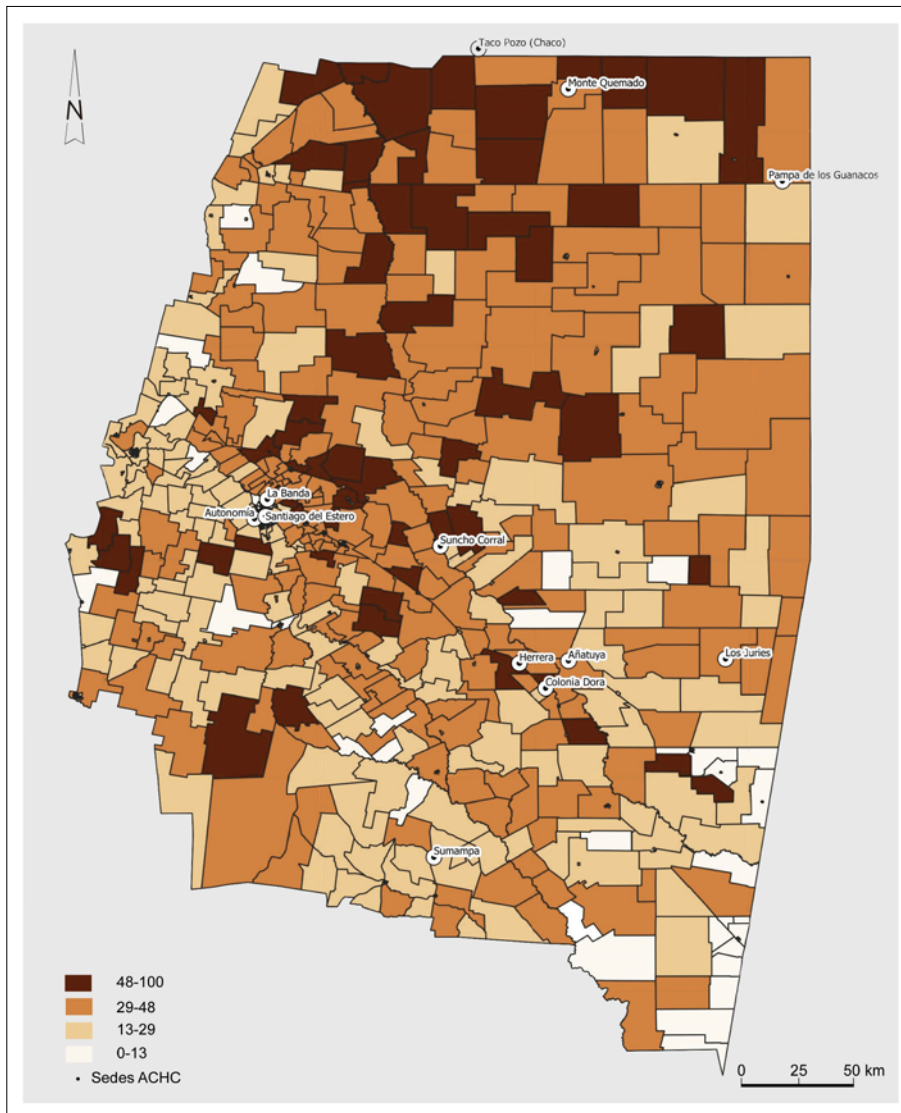 Taco Pozo (Chaco)
N
Monte Quemado
Pampa de los Guanacos
La Banda
Autonomía
Santiago del Estero
Suncho Corral
Herrera
Añatuya
Los Juries
Colonia Dora
Sumampa
48-100
29-48
13-29
0-13
Sedes ACHC
0 25 50 km